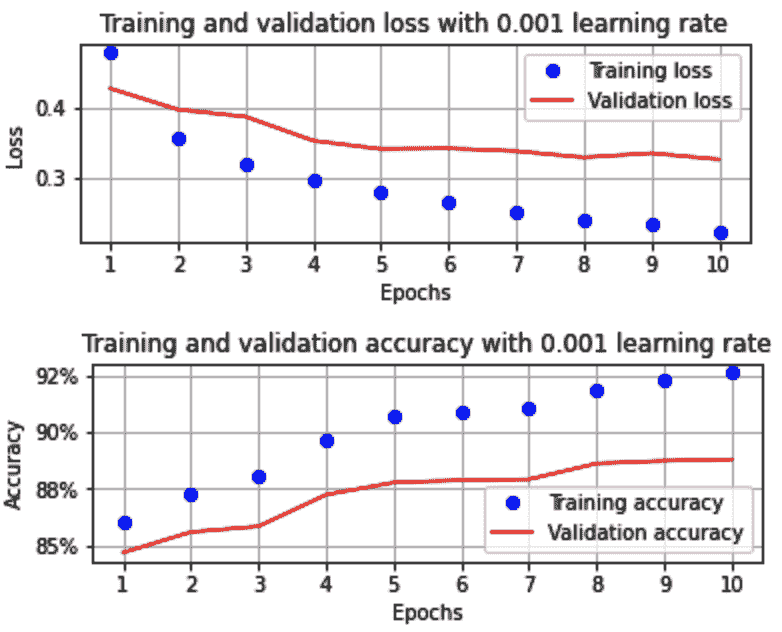 Training and validation loss with 0.001 learning rate
Training loss
Validation loss
0.4
0.3
Loss
1 2 3 4 5 6 7 8 9 10
Epochs
Training and validation accuracy with 0.001 learning rate
92%
90%
88%
85%
Accuracy
Training accuracy
Validation accuracy
1 2 3 4 5 6 7 8 9 10
Epochs